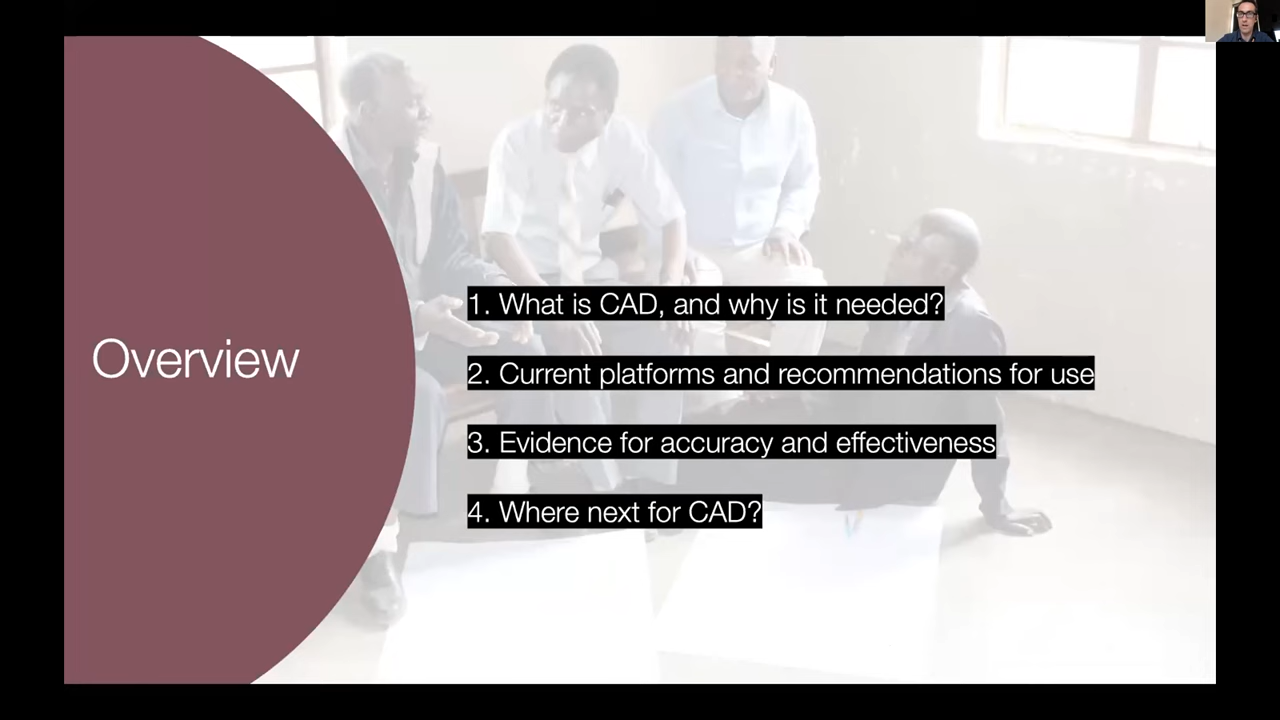 Overview
1. What is CAD, and why is it needed?
2. Current platforms and recommendations for use
3. Evidence for accuracy and effectiveness
4. Where next for CAD?